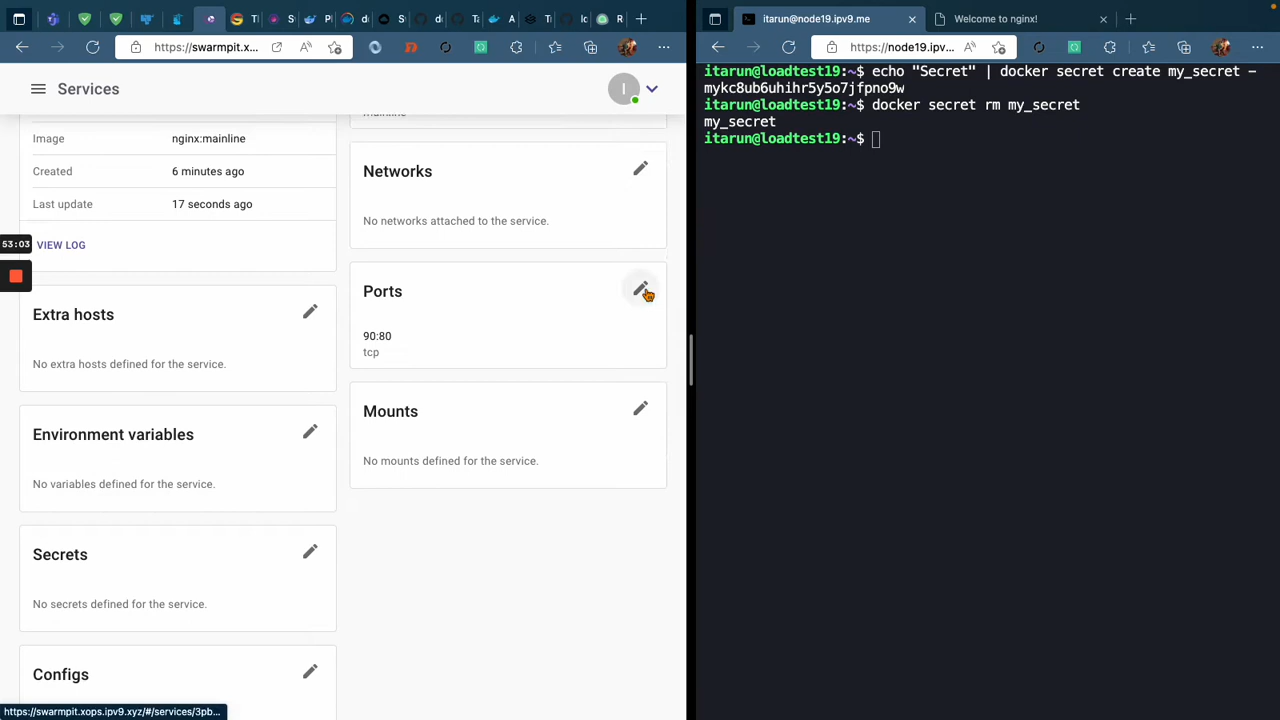 https://swarmpit.x...
Services
Image nginx:mainline
Created 6 minutes ago
Last update 17 seconds ago
53:03
VIEW LOG
Extra hosts
No extra hosts defined for the service.
Environment variables
No variables defined for the service.
Secrets
No secrets defined for the service.
Configs
https://swarmpit.xops.ipv9.xyz/#/services/3pb...
mainline
Networks
No networks attached to the service.
Ports
90:80
tcp
Mounts
No mounts defined for the service.
itarun@node19.ipv9.me
Welcome to nginx!
https://node19.ipv...
itarun@loadtest19:~$ echo "Secret" | docker secret create my_secret -
mykc8ub6uhihr5y5o7jfpno9w
itarun@loadtest19:~$ docker secret rm my_secret
my_secret
itarun@loadtest19:~$